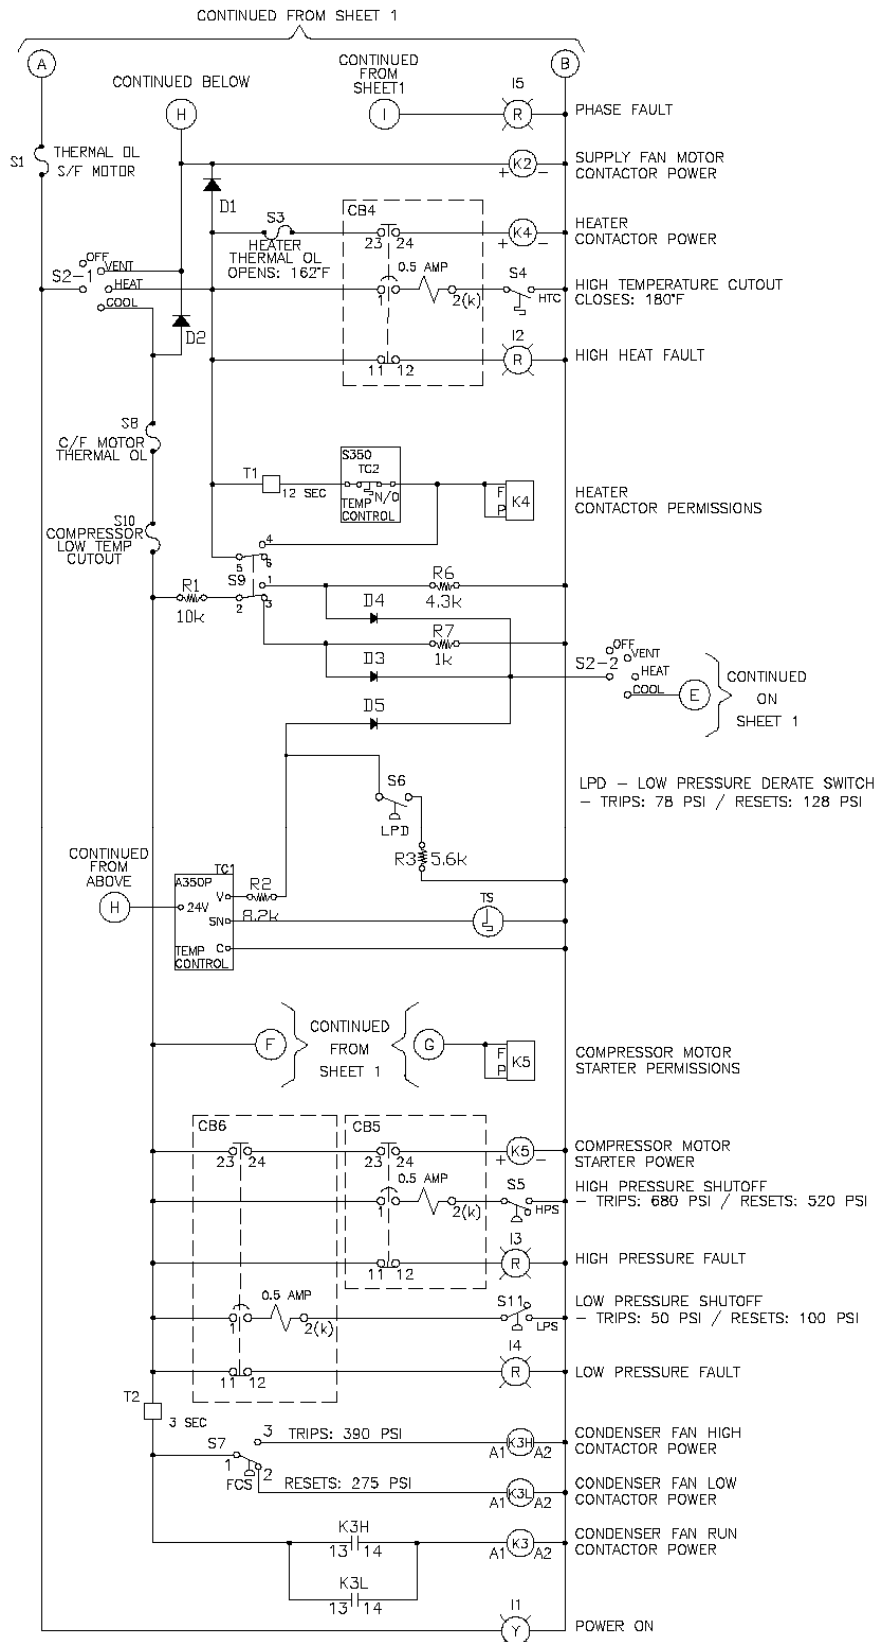 CONTINUED FROM SHEET 1
A
B
CONTINUED BELOW
H
CONTINUED
FROM
SHEET1
I
I5
R
PHASE FAULT
S1
THERMAL OL
S/F MOTOR
+ K2 -
SUPPLY FAN MOTOR
CONTACTOR POWER
D1
CB4
S3
HEATER
THERMAL OL
OPENS: 162°F
23 24
+ K4 -
HEATER
CONTACTOR POWER
S2-1
OFF
VENT
HEAT
COOL
0.5 AMP
1
2(k)
S4
HTC
HIGH TEMPERATURE CUTOUT
CLOSES: 180°F
D2
11 12
I2
R
HIGH HEAT FAULT
S8
C/F MOTOR
THERMAL OL
T1
12 SEC
S350
TC2
N/O
TEMP
CONTROL
F
P
K4
HEATER
CONTACTOR PERMISSIONS
S10
COMPRESSOR
LOW TEMP
CUTOUT
4
5 6
S9
R1
10k
1
2 3
R6
4.3k
D4
R7
1k
D3
S2-2
OFF
VENT
HEAT
COOL
E
CONTINUED
ON
SHEET 1
D5
S6
LPD
LPD - LOW PRESSURE DERATE SWITCH
- TRIPS: 78 PSI / RESETS: 128 PSI
R3 5.6k
CONTINUED
FROM
ABOVE
H
TC1
A350P
24V
V
SN
C
TEMP
CONTROL
R2
8.2k
TS
F
CONTINUED
FROM
SHEET 1
G
F
P
K5
COMPRESSOR MOTOR
STARTER PERMISSIONS
CB6
CB5
23 24
23 24
+ K5 -
COMPRESSOR MOTOR
STARTER POWER
0.5 AMP
1
2(k)
S5
HPS
HIGH PRESSURE SHUTOFF
- TRIPS: 680 PSI / RESETS: 520 PSI
11 12
I3
R
HIGH PRESSURE FAULT
0.5 AMP
1
2(k)
S11
LPS
LOW PRESSURE SHUTOFF
- TRIPS: 50 PSI / RESETS: 100 PSI
11 12
I4
R
LOW PRESSURE FAULT
T2
3 SEC
S7
1
FCS
3
TRIPS: 390 PSI
A1 K3H A2
CONDENSER FAN HIGH
CONTACTOR POWER
2
RESETS: 275 PSI
A1 K3L A2
CONDENSER FAN LOW
CONTACTOR POWER
K3H
13 14
A1 K3 A2
CONDENSER FAN RUN
CONTACTOR POWER
K3L
13 14
I1
Y
POWER ON